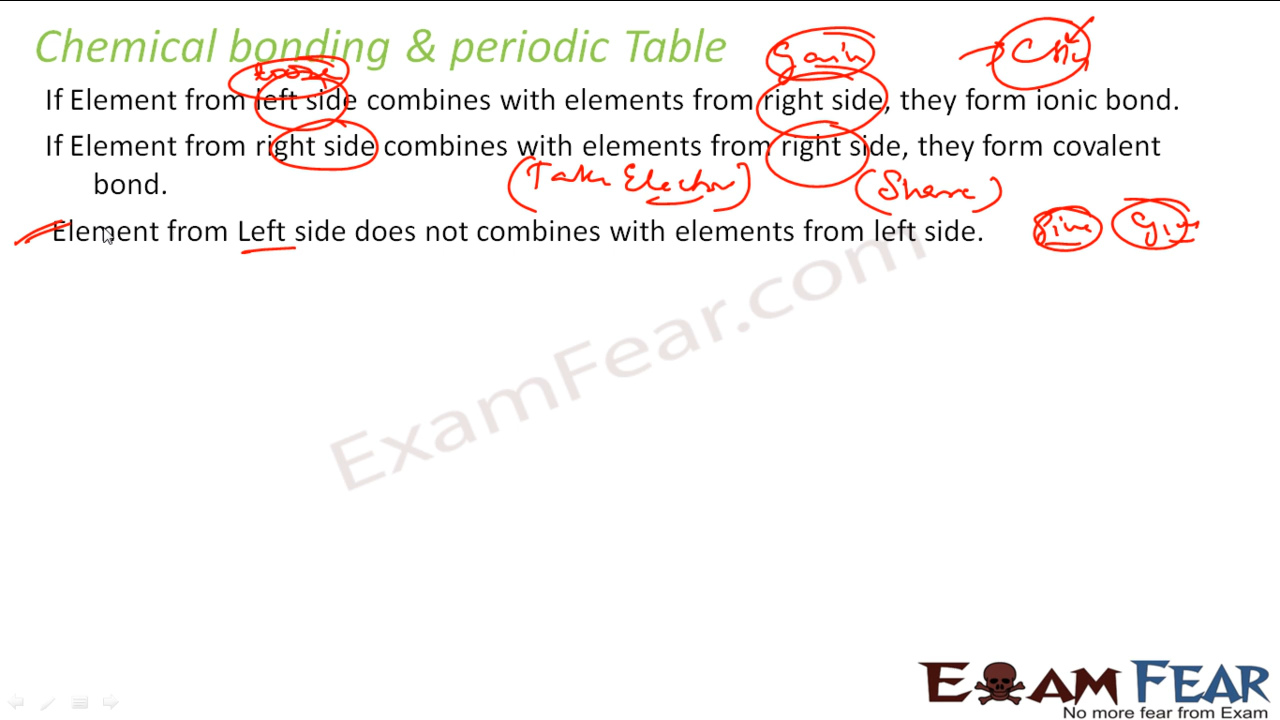 Chemical bonding & periodic Table
Loose
Gain
CH4
If Element from left side combines with elements from right side, they form ionic bond.
If Element from right side combines with elements from right side, they form covalent
bond.
(Take Electron) (Share)
Element from Left side does not combines with elements from left side.
Give
ExamFear.com
EXAM FEAR
No more fear from Exam